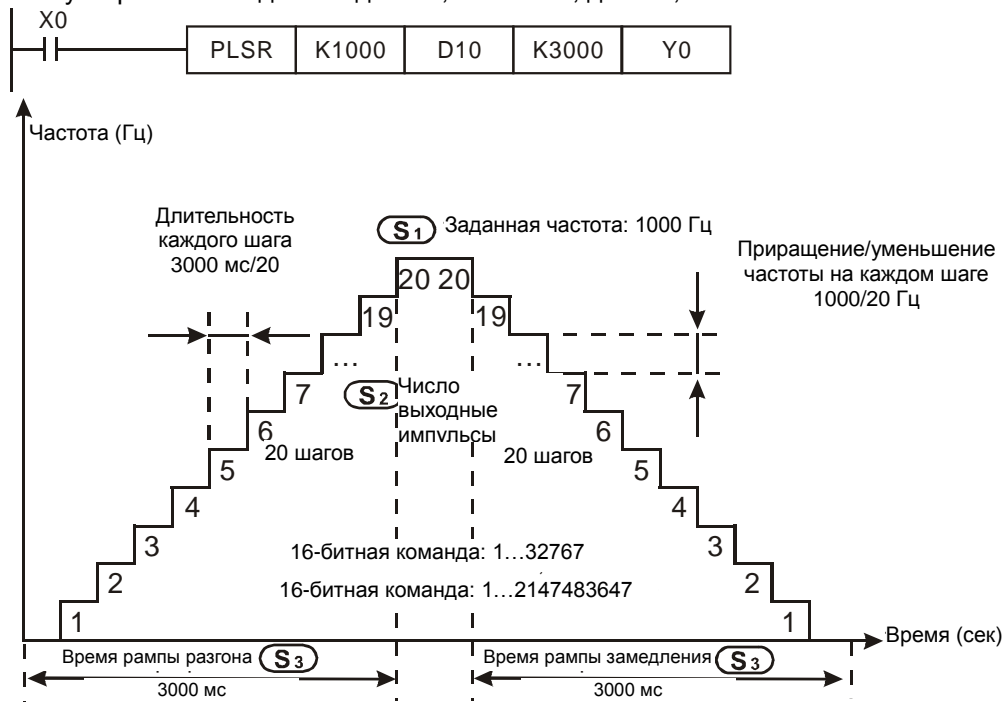 X0
PLSR K1000 D10 K3000 Y0
Частота (Гц)
Длительность
каждого шага
3000 мс/20
S1 Заданная частота: 1000 Гц
Приращение/уменьшение
частоты на каждом шаге
1000/20 Гц
20 20
19 19
... ...
7 7
S2 Число
выходные
импульсы
6 6
20 шагов 20 шагов
5 5
4 4
3 3
16-битная команда: 1...32767
2 2
16-битная команда: 1...2147483647
1 1
Время (сек)
Время рампы разгона S3
3000 мс
Время рампы замедления S3
3000 мс